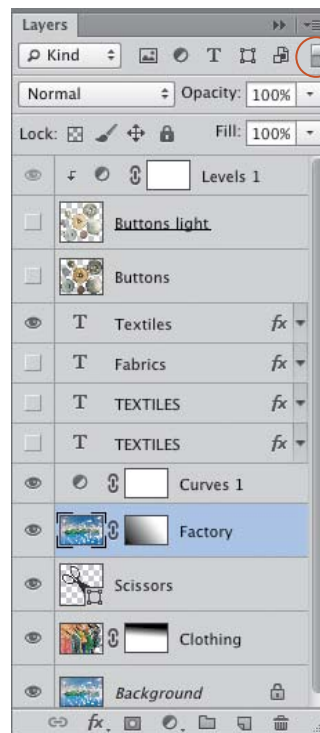 Layers
Kind
Normal Opacity: 100%
Lock: Fill: 100%
Levels 1
Buttons light
Buttons
T Textiles fx
T Fabrics fx
T TEXTILES fx
T TEXTILES fx
Curves 1
Factory
Scissors
Clothing
Background
fx